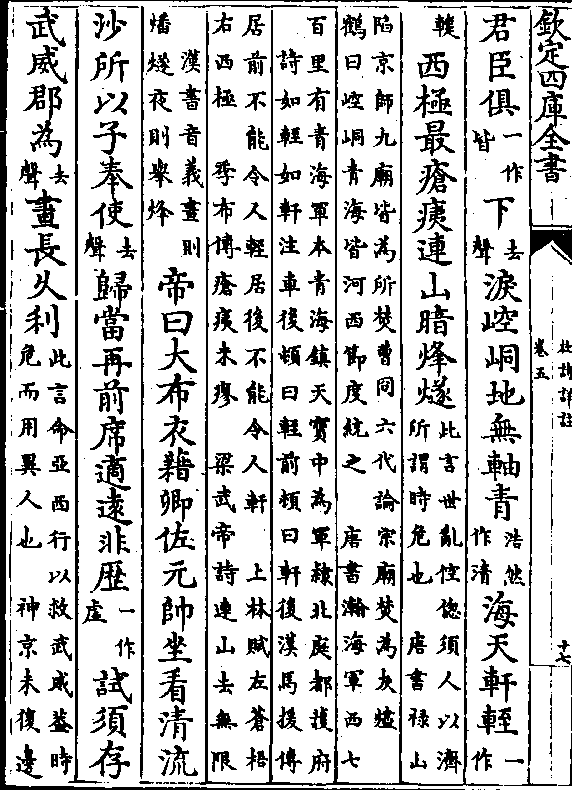 欽定四庫全書
杜詩詳註
卷五
十七
君臣俱一作皆下去聲淚崆峒地無軸青浩然作清海天軒輊一作
輚西極最瘡痍連山暗烽燧此言世亂倥偬須人以濟
所謂時危也 唐書祿山
陷京師九廟皆為所焚曹冏六代論宗廟焚為灰燼
鶴曰崆峒青海皆河西節度統之 唐書瀚海軍西七
百里有青海軍本青海鎮天寶中為軍隸北庭都護府
詩如輊如軒注車後頓曰輊前頓曰軒後漢馬援傳
居前不能令人輊居後不能令人軒 上林賦左蒼梧
右西極 季布傳瘡痍未瘳 梁武帝詩連山去無限
漢書音義晝則
燔燧夜則舉烽
帝曰大布衣藉卿佐元帥坐看清流
沙所以子奉使去聲歸當再前席適遠非歷一作虛試須存
武威郡為去聲畫長久利此言命亞西行以救武威蓋時
危而用異人也 神京未復邊